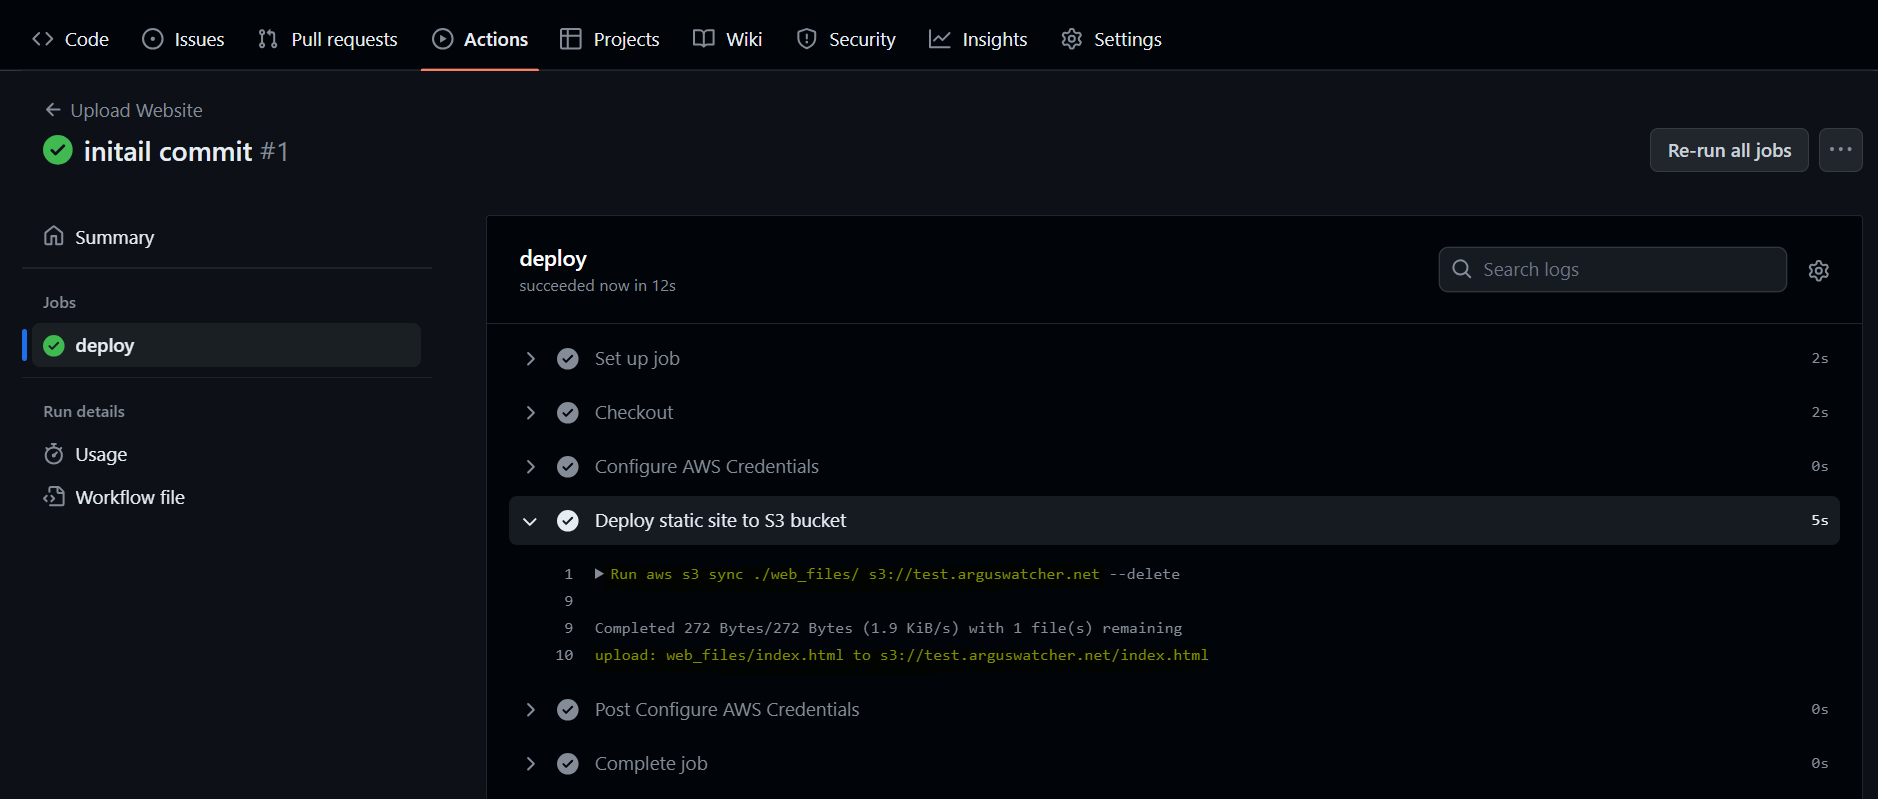 Code Issues Pull requests Actions Projects Wiki Security Insights Settings
Upload Website
initail commit #1
Re-run all jobs
Summary
Jobs
deploy
Run details
Usage
Workflow file
deploy
succeeded now in 12s
Search logs
Set up job 2s
Checkout 2s
Configure AWS Credentials 0s
Deploy static site to S3 bucket 5s
1 Run aws s3 sync ./web_files/ s3://test.arguswatcher.net --delete
9
9 Completed 272 Bytes/272 Bytes (1.9 KiB/s) with 1 file(s) remaining
10 upload: web_files/index.html to s3://test.arguswatcher.net/index.html
Post Configure AWS Credentials 0s
Complete job 0s